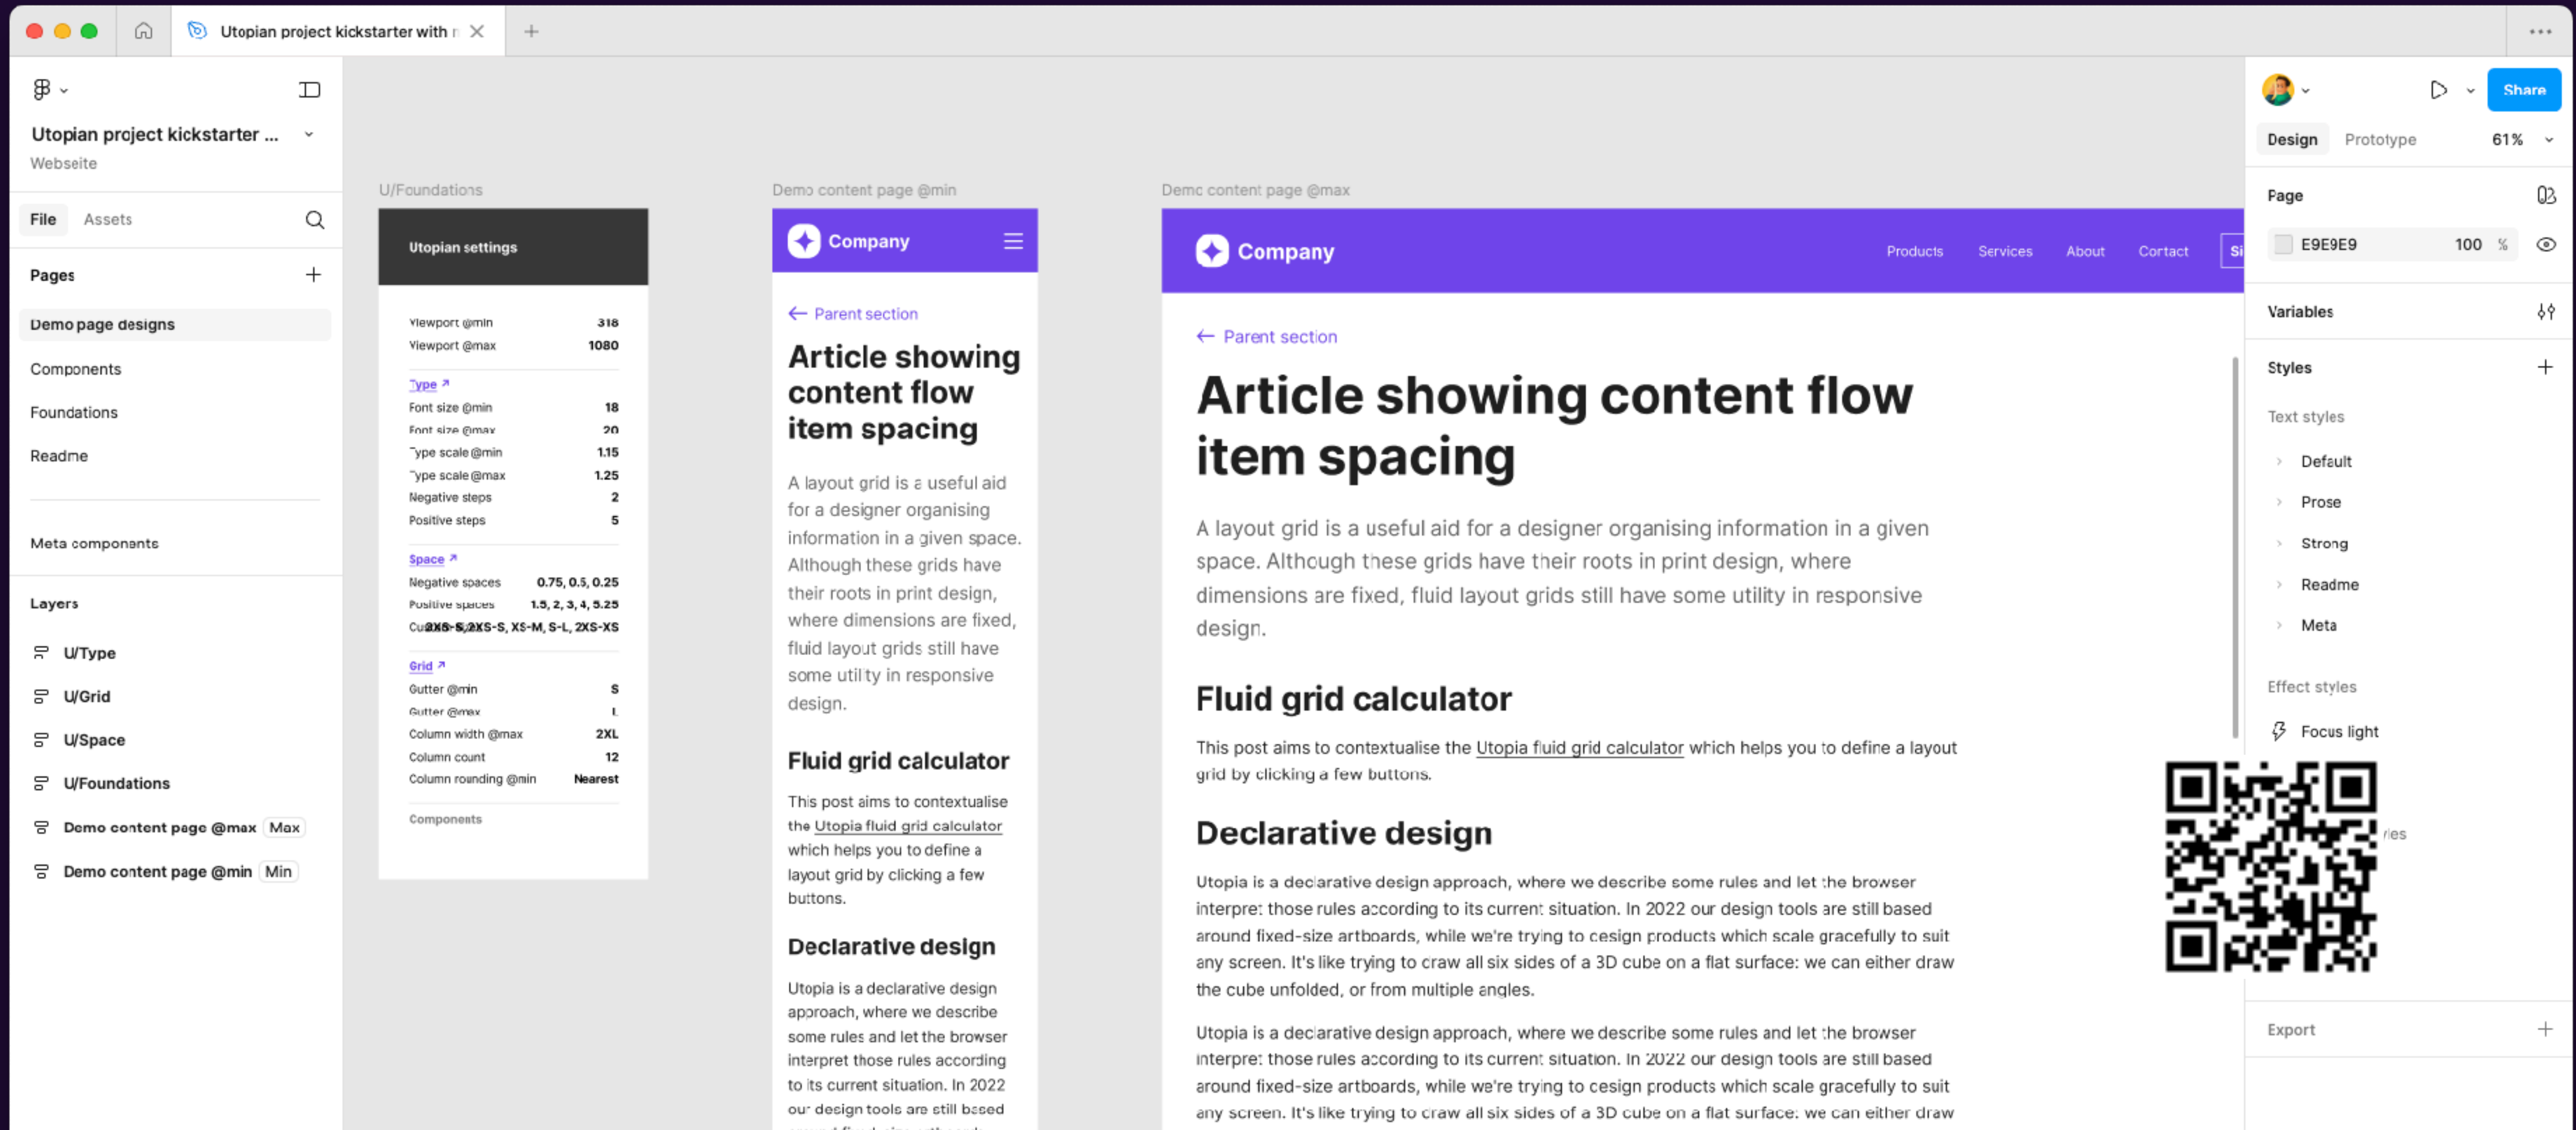 Utopian project kickstarter with
Share
Utopian project kickstarter ...
Webseite
Design Prototype 61%
File Assets
Pages
Demo page designs
Components
Foundations
Readme
Meta components
Layers
U/Type
U/Grid
U/Space
U/Foundations
Demo content page @max Max
Demo content page @min Min
U/Foundations
Utopian settings
Viewport @min 318
Viewport @max 1080
Type ↗
Font size @min 18
Font size @max 20
Type scale @min 1.15
Type scale @max 1.25
Negative steps 2
Positive steps 5
Space ↗
Negative spaces 0.75, 0.5, 0.25
Positive spaces 1.5, 2, 3, 4, 5.25
2XS-S, 2XS-S, XS-M, S-L, 2XS-XS
Grid ↗
Gutter @min S
Gutter @max L
Column width @max 2XL
Column count 12
Column rounding @min Nearest
Components
Demo content page @min
Company
← Parent section
Article showing
content flow
item spacing
A layout grid is a useful aid
for a designer organising
information in a given space.
Although these grids have
their roots in print design,
where dimensions are fixed,
fluid layout grids still have
some utility in responsive
design.
Fluid grid calculator
This post aims to contextualise
the Utopia fluid grid calculator
which helps you to define a
layout grid by clicking a few
buttons.
Declarative design
Utopia is a declarative design
approach, where we describe
some rules and let the browser
interpret those rules according
to its current situation. In 2022
our design tools are still based
Demo content page @max
Company Products Services About Contact Si
← Parent section
Article showing content flow
item spacing
A layout grid is a useful aid for a designer organising information in a given
space. Although these grids have their roots in print design, where
dimensions are fixed, fluid layout grids still have some utility in responsive
design.
Fluid grid calculator
This post aims to contextualise the Utopia fluid grid calculator which helps you to define a layout
grid by clicking a few buttons.
Declarative design
Utopia is a declarative design approach, where we describe some rules and let the browser
interpret those rules according to its current situation. In 2022 our design tools are still based
around fixed-size artboards, while we're trying to design products which scale gracefully to suit
any screen. It's like trying to draw all six sides of a 3D cube on a flat surface: we can either draw
the cube unfolded, or from multiple angles.
Utopia is a declarative design approach, where we describe some rules and let the browser
interpret those rules according to its current situation. In 2022 our design tools are still based
around fixed-size artboards, while we're trying to design products which scale gracefully to suit
any screen. It's like trying to draw all six sides of a 3D cube on a flat surface: we can either draw
Page
E9E9E9 100 %
Variables
Styles
Text styles
Default
Prose
Strong
Readme
Meta
Effect styles
Focus light
Export